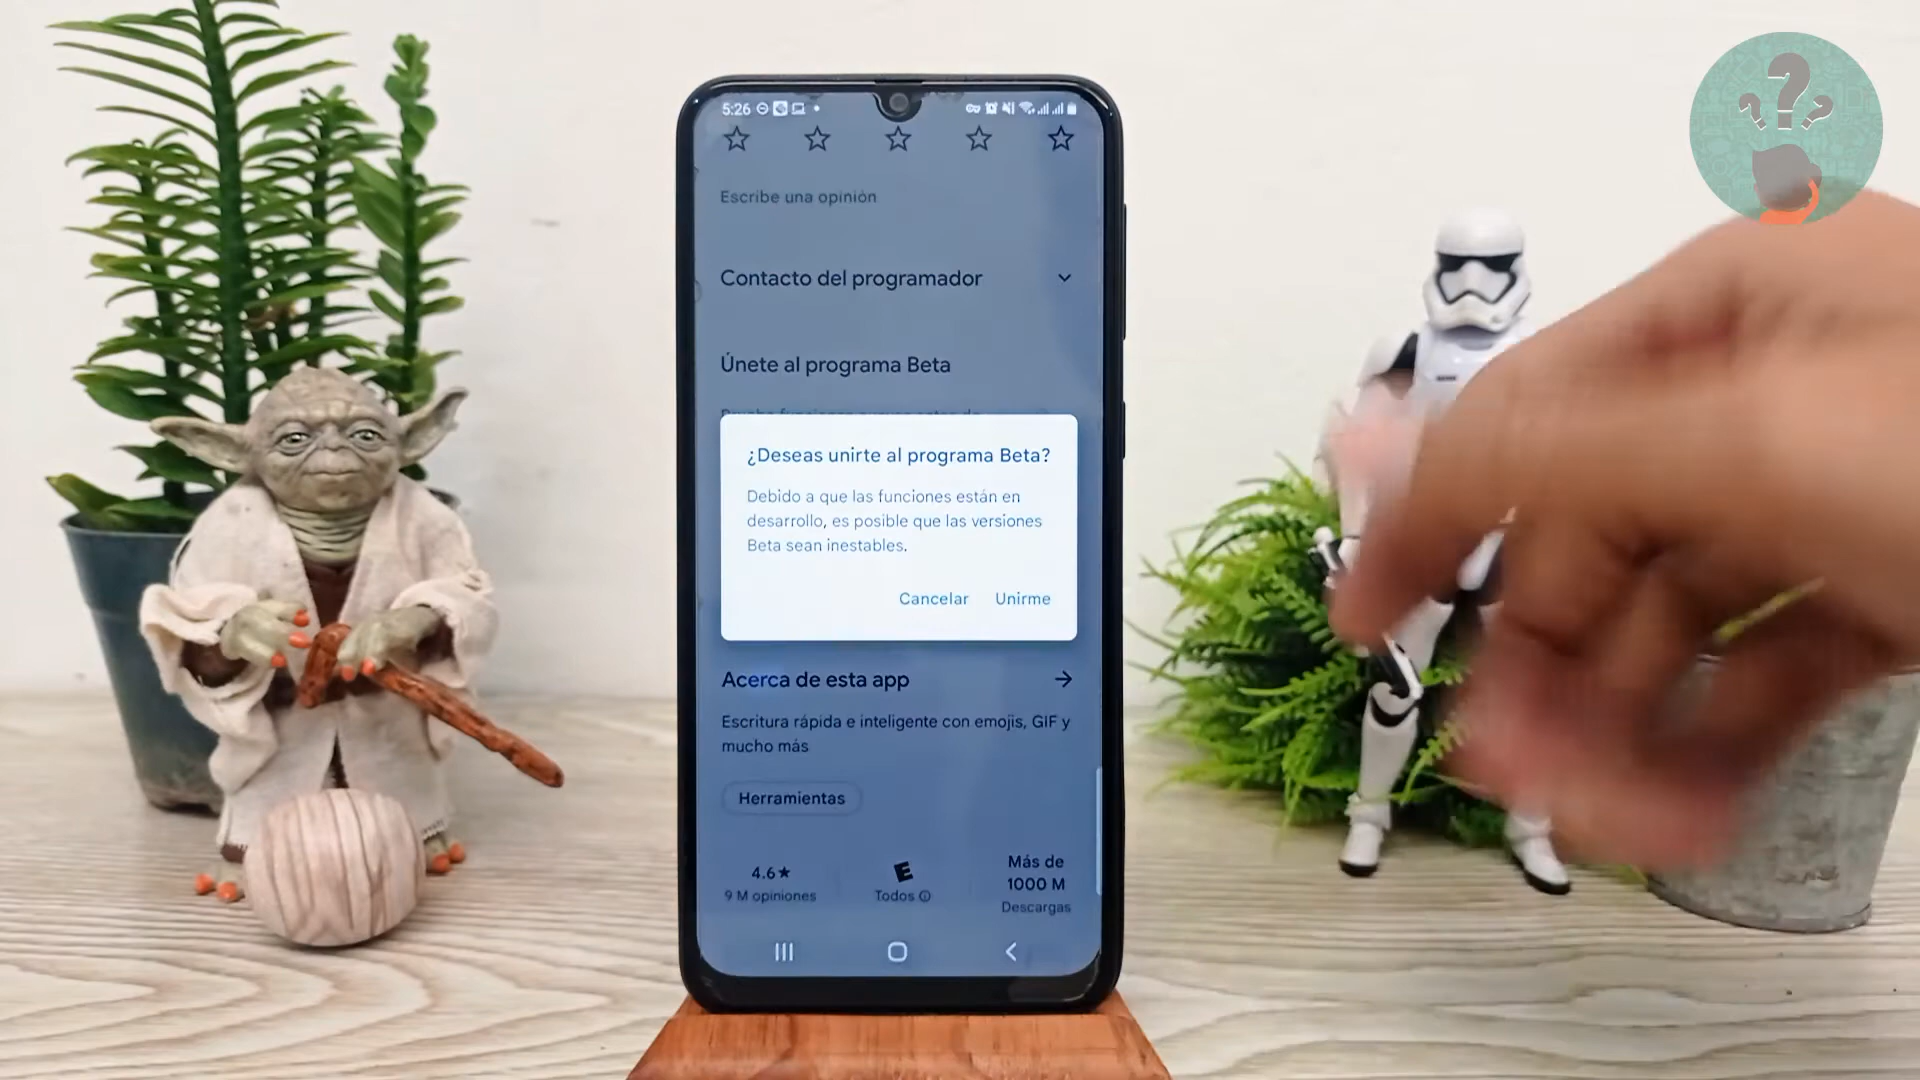 5:26
Escribe una opinión
Contacto del programador
Únete al programa Beta
¿Deseas unirte al programa Beta?
Debido a que las funciones están en
desarrollo, es posible que las versiones
Beta sean inestables.
Cancelar Unirme
Acerca de esta app
Escritura rápida e inteligente con emojis, GIF y
mucho más
Herramientas
4.6★
9 M opiniones
E
Todos
Más de
1000 M
Descargas